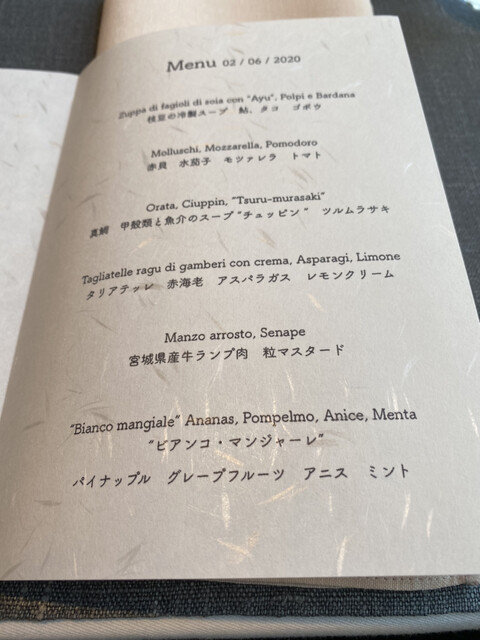 Menu 02 / 06 / 2020
Zuppa di fagioli di soia con "Ayu", Polpi e Bardana
枝豆の冷製スープ 鮎、タコ ゴボウ
Molluschi, Mozzarella, Pomodoro
赤貝 水茄子 モツァレラ トマト
Orata, Ciuppin, "Tsuru-murasaki"
真鯛 甲殻類と魚介のスープ"チュッピン" ツルムラサキ
Tagliatelle ragu di gamberi con crema, Asparagi, Limone
タリアテッレ 赤海老 アスパラガス レモンクリーム
Manzo arrosto, Senape
宮城県産牛ランプ肉 粒マスタード
"Bianco mangiale" Ananas, Pompelmo, Anice, Menta
"ビアンコ・マンジャーレ"
パイナップル グレープフルーツ アニス ミント